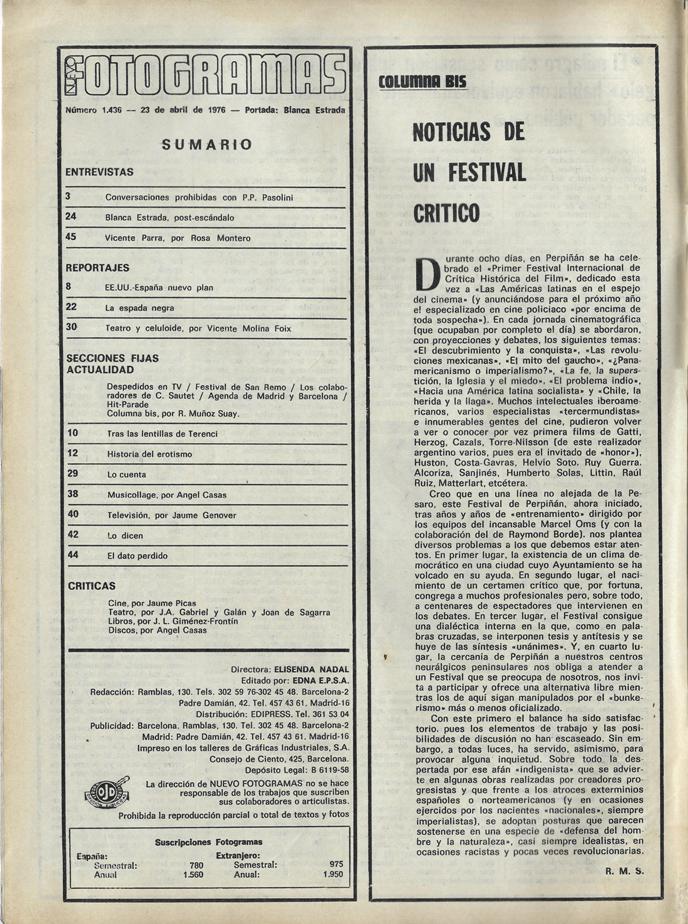 NUEVO FOTOGRAMAS
Número 1.436 — 23 de abril de 1976 — Portada: Blanca Estrada
SUMARIO
ENTREVISTAS
3 Conversaciones prohibidas con P.P. Pasolini
24 Blanca Estrada, post-escándalo
45 Vicente Parra, por Rosa Montero
REPORTAJES
8 EE.UU.-España nuevo plan
22 La espada negra
30 Teatro y celuloide, por Vicente Molina Foix
SECCIONES FIJAS
ACTUALIDAD
Despedidos en TV / Festival de San Remo / Los colabo-
radores de C. Sautet / Agenda de Madrid y Barcelona /
Hit-Parade
Columna bis, por R. Muñoz Suay.
10 Tras las lentillas de Terenci
12 Historia del erotismo
29 Lo cuenta
38 Musicollage, por Angel Casas
40 Televisión, por Jaume Genover
42 Lo dicen
44 El dato perdido
CRITICAS
Cine, por Jaume Picas
Teatro, por J.A. Gabriel y Galán y Joan de Sagarra
Libros, por J. L. Giménez-Frontín
Discos, por Angel Casas
Directora: ELISENDA NADAL
Editado por: EDNA E.P.S.A.
Redacción: Ramblas, 130. Tels. 302 59 76-302 45 48. Barcelona-2
Padre Damián, 42. Tel. 457 43 61. Madrid-16
Distribución: EDIPRESS. Tel. 361 53 04
Publicidad: Barcelona. Ramblas, 130. Tel. 302 45 48. Barcelona-2
Madrid: Padre Damián, 42. Tel. 457 43 61. Madrid-16
Impreso en los talleres de Gráficas Industriales, S.A.
Consejo de Ciento, 425, Barcelona.
Depósito Legal: B 6119-58
OJD
La dirección de NUEVO FOTOGRAMAS no se hace
responsable de los trabajos que suscriben
sus colaboradores o articulistas.
Prohibida la reproducción parcial o total de textos y fotos
Suscripciones Fotogramas
España: Extranjero:
Semestral: 780 Semestral: 975
Anual 1.560 Anual: 1.950
COLUMNA BIS
NOTICIAS DE
UN FESTIVAL
CRITICO
Durante ocho días, en Perpiñán se ha cele-
brado el «Primer Festival Internacional de
Crítica Histórica del Film», dedicado esta
vez a «Las Américas latinas en el espejo
del cinema» (y anunciándose para el próximo año
el especializado en cine policiaco «por encima de
toda sospecha»). En cada jornada cinematográfica
(que ocupaban por completo el día) se abordaron,
con proyecciones y debates, los siguientes temas:
«El descubrimiento y la conquista», «Las revolu-
ciones mexicanas», «El mito del gaucho», «¿Pana-
mericanismo o imperialismo?», «La fe, la supers-
tición, la Iglesia y el miedo», «El problema indio»,
«Hacia una América latina socialista» y «Chile, la
herida y la llaga». Muchos intelectuales iberoame-
ricanos, varios especialistas «tercermundistas»
e innumerables gentes del cine, pudieron volver
a ver o conocer por vez primera films de Gatti,
Herzog, Cazals, Torre-Nilsson (de este realizador
argentino varios, pues era el invitado de «honor»),
Huston, Costa-Gavras, Helvio Soto, Ruy Guerra.
Alcoriza, Sanjinés, Humberto Solas, Littin, Raúl
Ruiz, Matterlart, etcétera.
Creo que en una línea no alejada de la Pe-
saro, este Festival de Perpiñán, ahora iniciado,
tras años y años de «entrenamiento» dirigido por
los equipos del incansable Marcel Oms (y con la
colaboración del de Raymond Borde), nos plantea
diversos problemas a los que debemos estar aten-
tos. En primer lugar, la existencia de un clima de-
mocrático en una ciudad cuyo Ayuntamiento se ha
volcado en su ayuda. En segundo lugar, el naci-
miento de un certamen crítico que, por fortuna,
congrega a muchos profesionales pero, sobre todo,
a centenares de espectadores que intervienen en
los debates. En tercer lugar, el Festival consigue
una dialéctica interna en la que, como en pala-
bras cruzadas, se interponen tesis y antítesis y se
huye de las síntesis «unánimes». Y, en cuarto lu-
gar, la cercanía de Perpiñán a nuestros centros
neurálgicos peninsulares nos obliga a atender a
un Festival que se preocupa de nosotros, nos invi-
ta a participar y ofrece una alternativa libre mien-
tras los de aquí sigan manipulados por el «bunke-
rismo» más o menos oficializado.
Con este primero el balance ha sido satisfac-
torio, pues los elementos de trabajo y las posi-
bilidades de discusión no han escaseado. Sin em-
bargo, a todas luces, ha servido, asimismo, para
provocar alguna inquietud. Sobre todo la des-
pertada por ese afán «indigenista» que se advier-
te en algunas obras realizadas por creadores pro-
gresistas y que frente a los atroces exterminios
españoles o norteamericanos (y en ocasiones
ejercidos por los nacientes «nacionales», siempre
imperialistas), se adoptan posturas que parecen
sostenerse en una especie de «defensa del hom-
bre y la naturaleza», casi siempre idealistas, en
ocasiones racistas y pocas veces revolucionarias.
R. M. S.